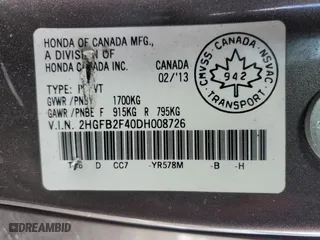 HONDA OF CANADA MFG.,
A DIVISION OF
HONDA CANADA INC.
CANADA
02/'13
CMVSS - CANADA - NSVAC
942
TRANSPORT
TYPE:
GVWR / PNBV 1700KG
GAWR / PNBE F 915KG R 795KG
V.I.N. 2HGFB2F40DH008726
D CC7 -YR578M -B -H
DREAMBID